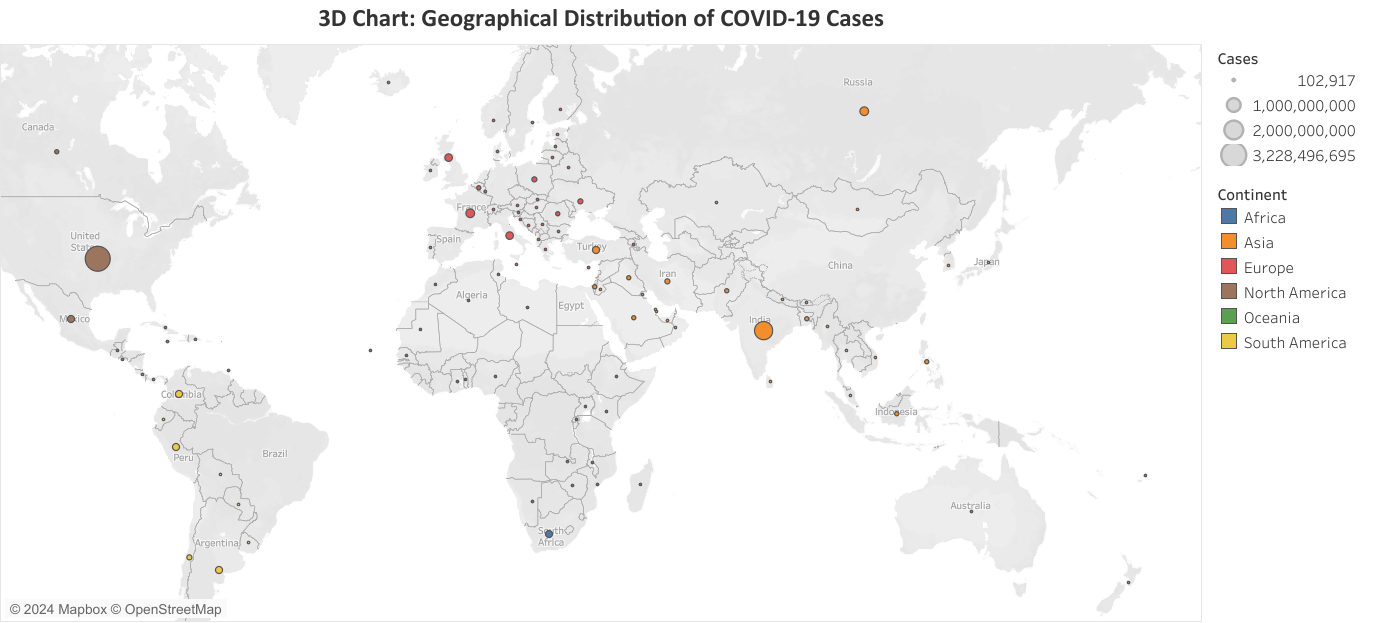 3D Chart: Geographical Distribution of COVID-19 Cases
Cases
102,917
1,000,000,000
2,000,000,000
3,228,496,695
Continent
Africa
Asia
Europe
North America
Oceania
South America
Russia
Canada
France
United
States
Spain
Turkey
Iran
China
Japan
Algeria
Egypt
India
Mexico
Colombia
Indonesia
Peru
Brazil
Australia
South
Africa
Argentina
© 2024 Mapbox © OpenStreetMap